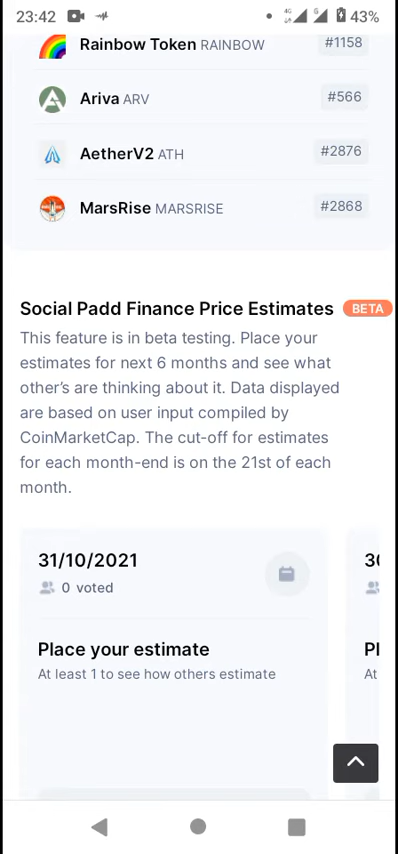 23:42 4G G 43%
Rainbow Token RAINBOW #1158
Ariva ARV #566
AetherV2 ATH #2876
MarsRise MARSRISE #2868
Social Padd Finance Price Estimates BETA
This feature is in beta testing. Place your
estimates for next 6 months and see what
other's are thinking about it. Data displayed
are based on user input compiled by
CoinMarketCap. The cut-off for estimates
for each month-end is on the 21st of each
month.
31/10/2021 30
0 voted
Place your estimate Pl
At least 1 to see how others estimate At